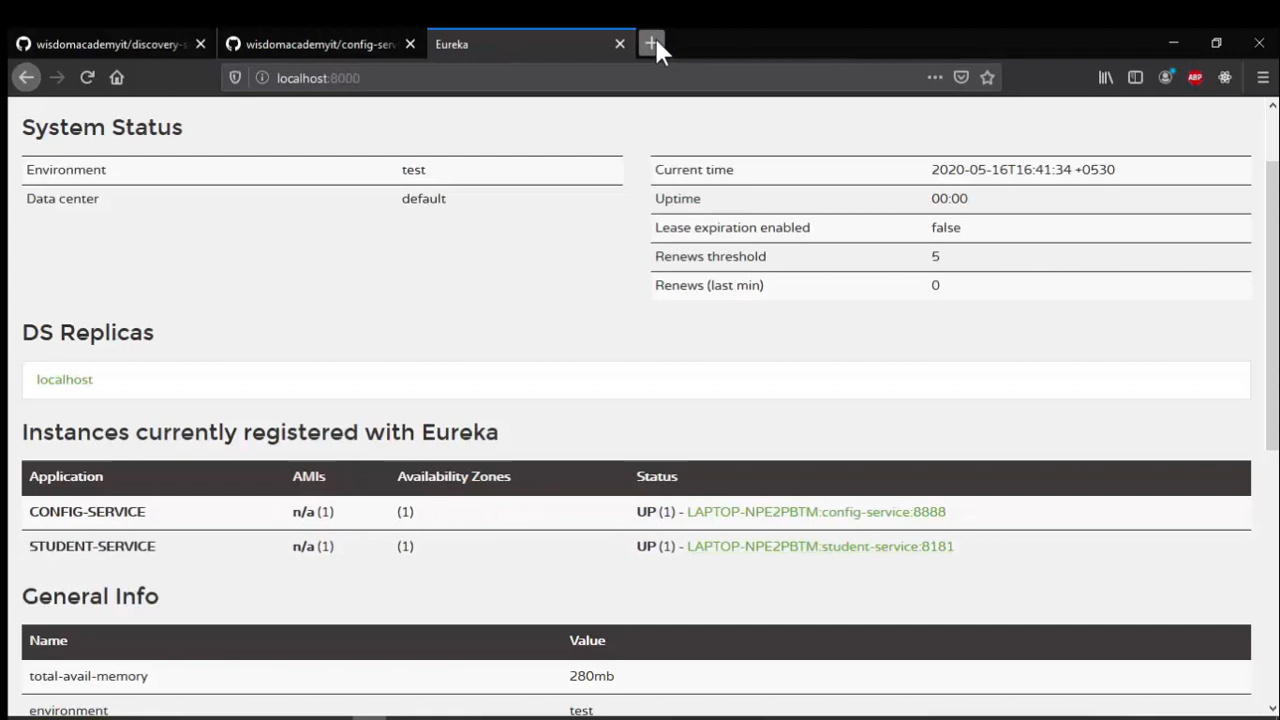 wisdomacademyit/discovery-s
wisdomacademyit/config-serv
Eureka
localhost:8000
ABP
System Status
Environment test
Data center default
Current time 2020-05-16T16:41:34 +0530
Uptime 00:00
Lease expiration enabled false
Renews threshold 5
Renews (last min) 0
DS Replicas
localhost
Instances currently registered with Eureka
Application AMIs Availability Zones Status
CONFIG-SERVICE n/a (1) (1) UP (1) - LAPTOP-NPE2PBTM:config-service:8888
STUDENT-SERVICE n/a (1) (1) UP (1) - LAPTOP-NPE2PBTM:student-service:8181
General Info
Name Value
total-avail-memory 280mb
environment test